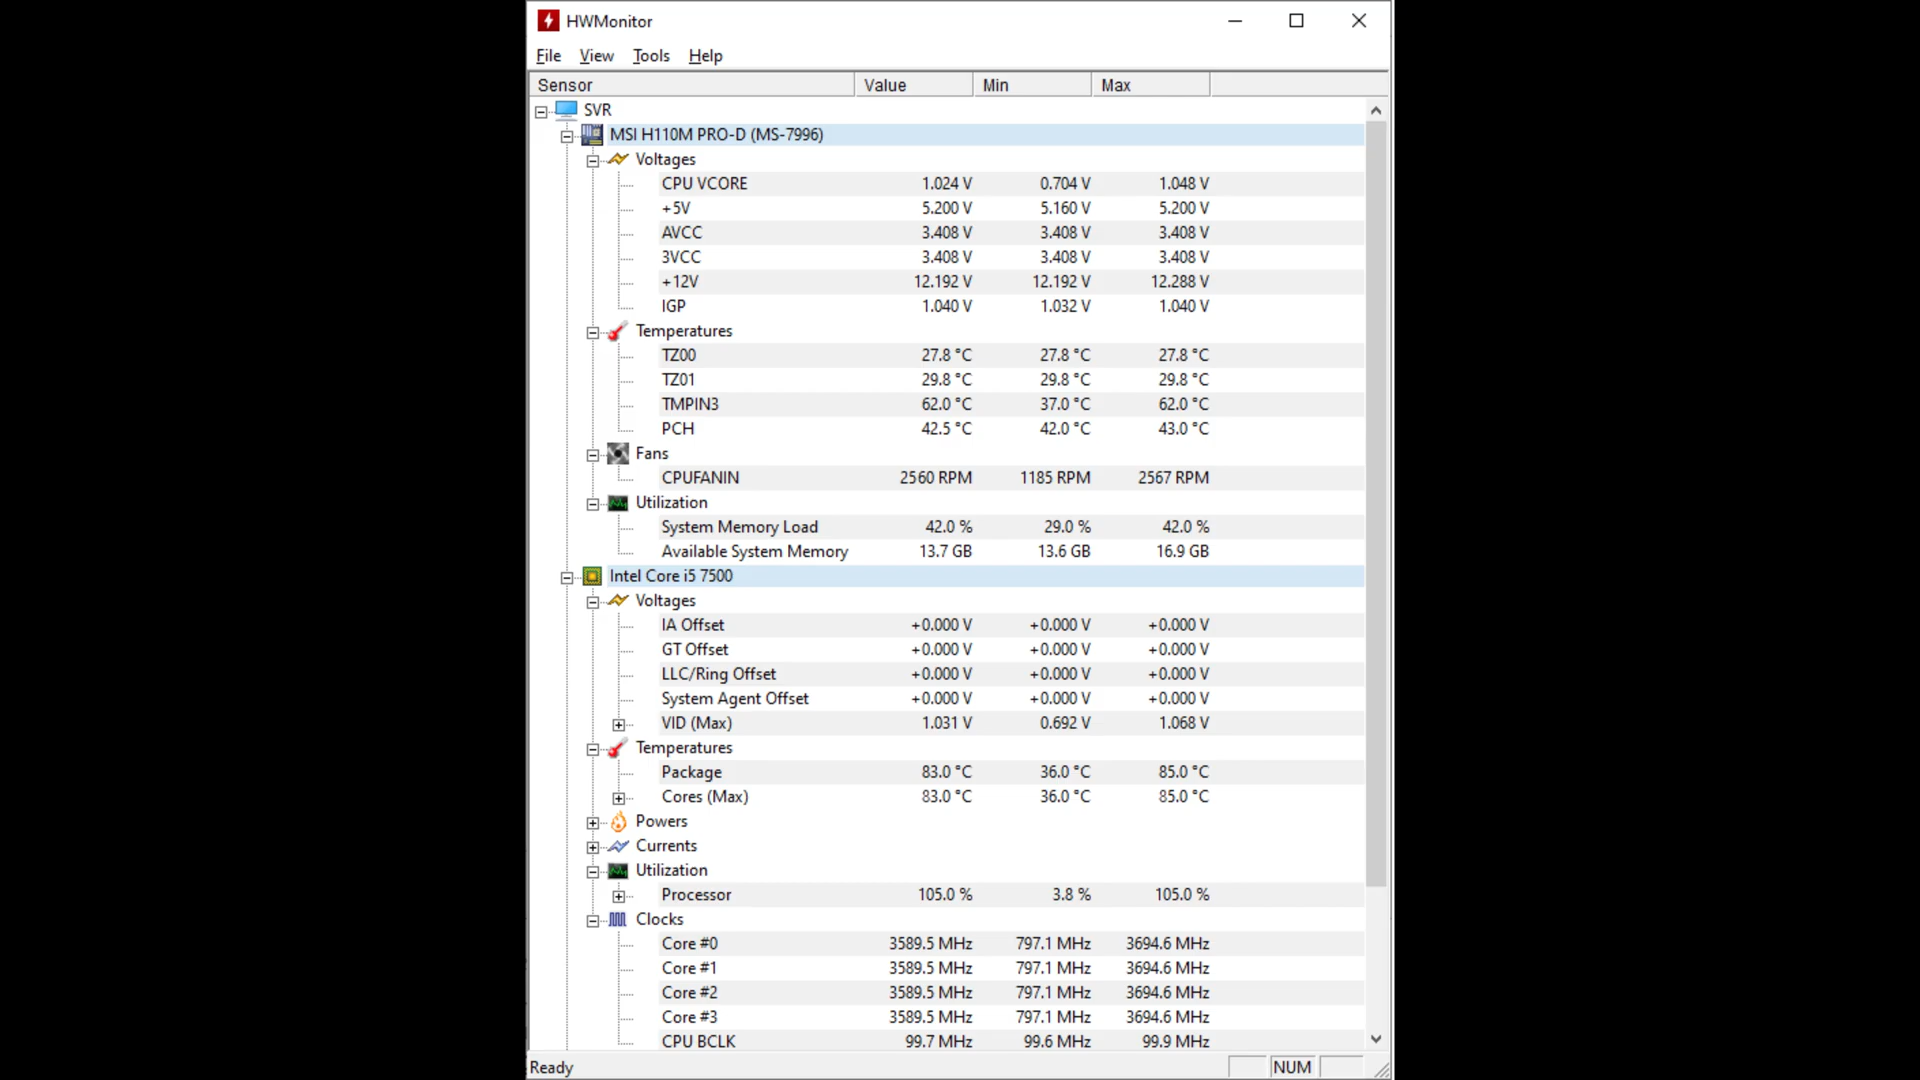 HWMonitor
File View Tools Help
Sensor Value Min Max
SVR
MSI H110M PRO-D (MS-7996)
Voltages
CPU VCORE 1.024 V 0.704 V 1.048 V
+5V 5.200 V 5.160 V 5.200 V
AVCC 3.408 V 3.408 V 3.408 V
3VCC 3.408 V 3.408 V 3.408 V
+12V 12.192 V 12.192 V 12.288 V
IGP 1.040 V 1.032 V 1.040 V
Temperatures
TZ00 27.8 °C 27.8 °C 27.8 °C
TZ01 29.8 °C 29.8 °C 29.8 °C
TMPIN3 62.0 °C 37.0 °C 62.0 °C
PCH 42.5 °C 42.0 °C 43.0 °C
Fans
CPUFANIN 2560 RPM 1185 RPM 2567 RPM
Utilization
System Memory Load 42.0 % 29.0 % 42.0 %
Available System Memory 13.7 GB 13.6 GB 16.9 GB
Intel Core i5 7500
Voltages
IA Offset +0.000 V +0.000 V +0.000 V
GT Offset +0.000 V +0.000 V +0.000 V
LLC/Ring Offset +0.000 V +0.000 V +0.000 V
System Agent Offset +0.000 V +0.000 V +0.000 V
VID (Max) 1.031 V 0.692 V 1.068 V
Temperatures
Package 83.0 °C 36.0 °C 85.0 °C
Cores (Max) 83.0 °C 36.0 °C 85.0 °C
Powers
Currents
Utilization
Processor 105.0 % 3.8 % 105.0 %
Clocks
Core #0 3589.5 MHz 797.1 MHz 3694.6 MHz
Core #1 3589.5 MHz 797.1 MHz 3694.6 MHz
Core #2 3589.5 MHz 797.1 MHz 3694.6 MHz
Core #3 3589.5 MHz 797.1 MHz 3694.6 MHz
CPU BCLK 99.7 MHz 99.6 MHz 99.9 MHz
Ready NUM